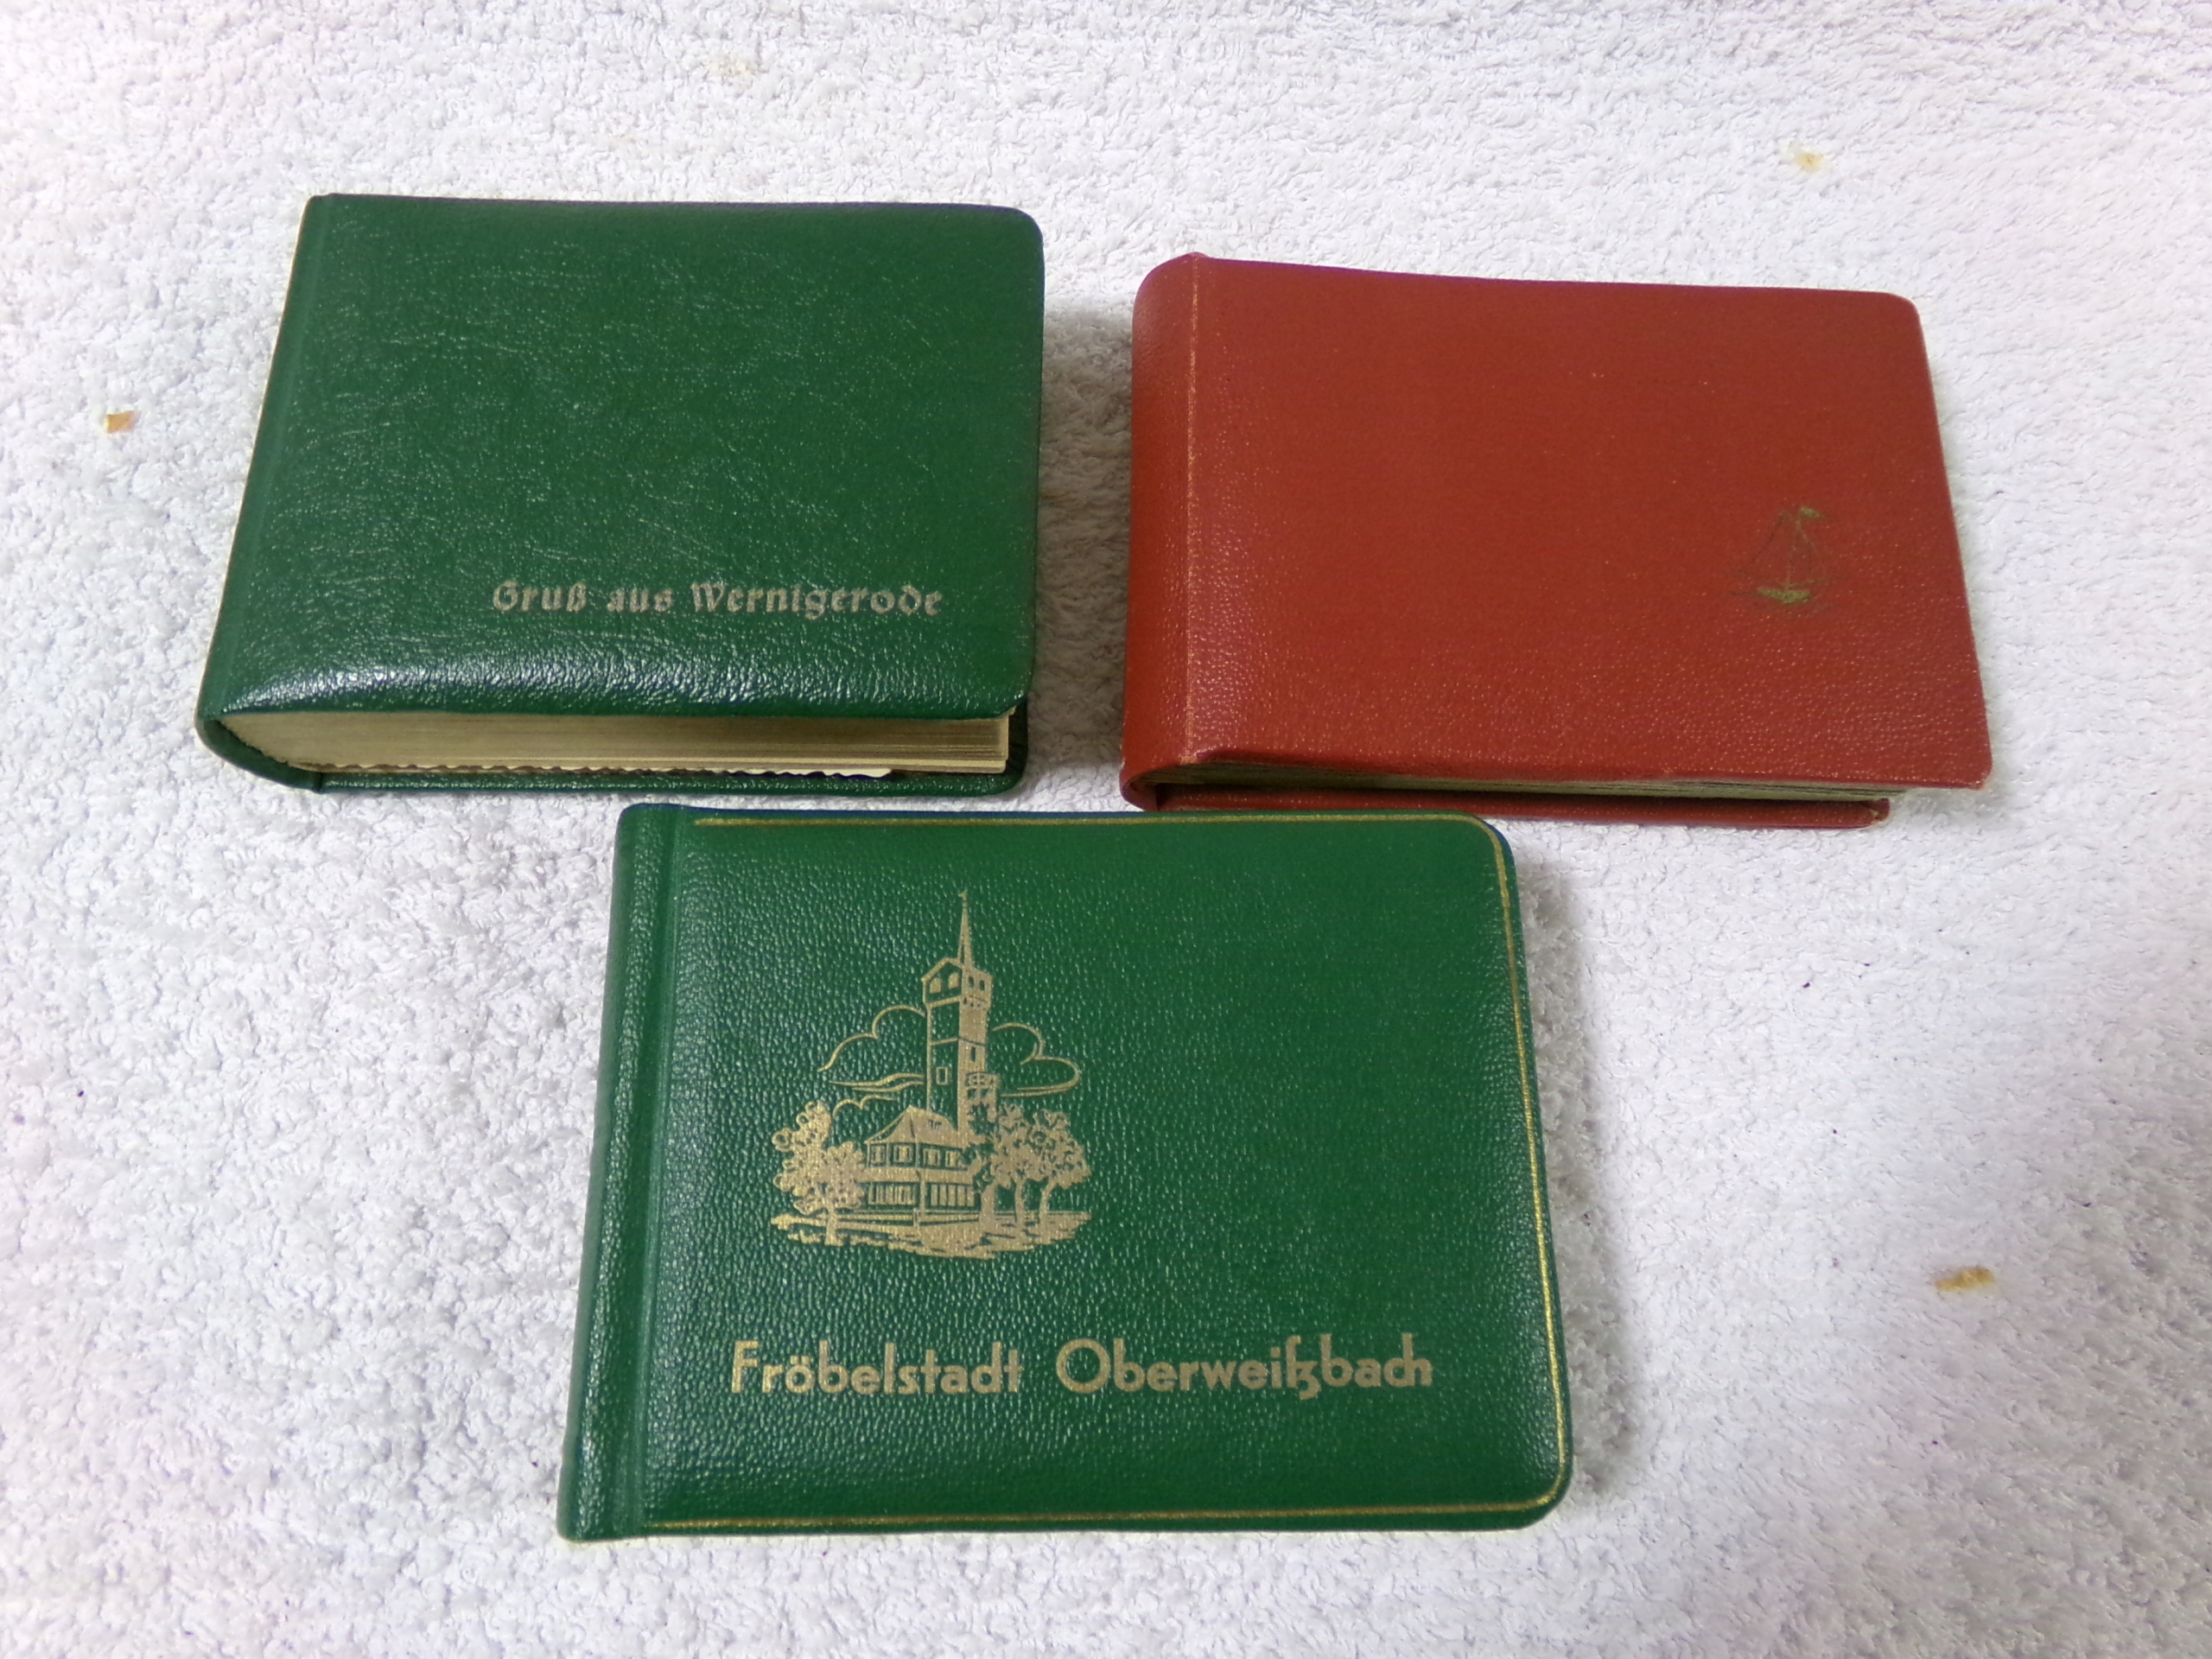 Gruß aus Wernigerode
Fröbelstadt Oberweißbach